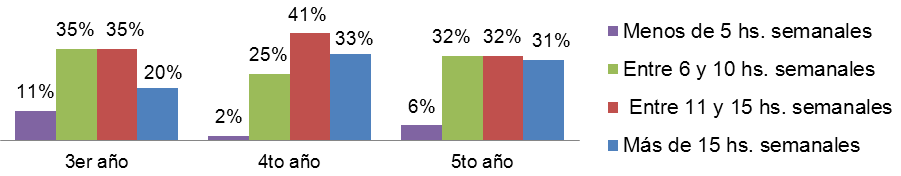 41%
35% 35%
33%
32% 32% 31%
25%
20%
11%
6%
2%
3er año
4to año
5to año
Menos de 5 hs. semanales
Entre 6 y 10 hs. semanales
Entre 11 y 15 hs. semanales
Más de 15 hs. semanales